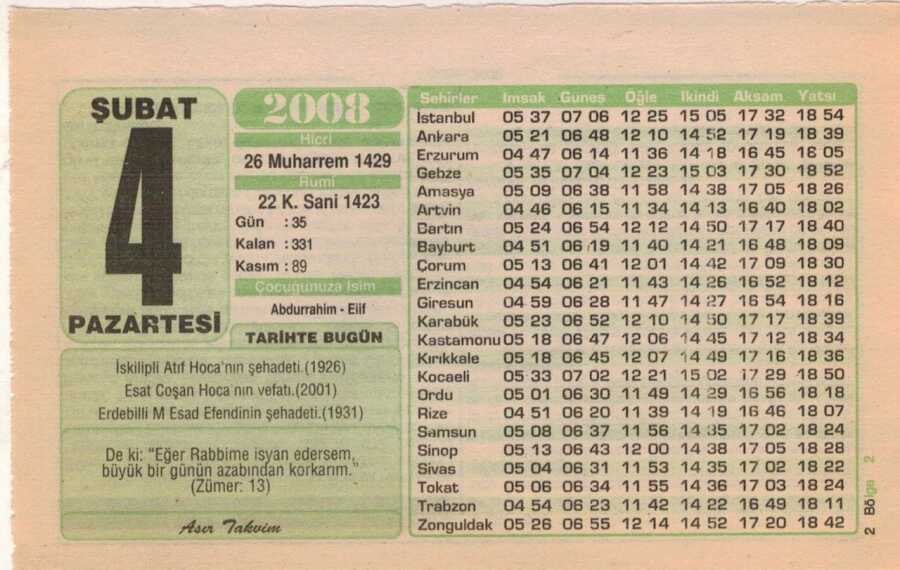 ŞUBAT
4
PAZARTESİ
2008
Hicri
26 Muharrem 1429
Rumi
22 K. Sani 1423
Gün : 35
Kalan : 331
Kasım : 89
Çocuğunuza İsim
Abdurrahim - Elif
TARİHTE BUGÜN
İskilipli Atıf Hoca'nın şehadeti.(1926)
Esat Coşan Hoca'nın vefatı.(2001)
Erdebilli M Esad Efendinin şehadeti.(1931)
De ki: "Eğer Rabbime isyan edersem,
büyük bir günün azabından korkarım."
(Zümer: 13)
Asır Takvim
Şehirler İmsak Güneş Öğle İkindi Akşam Yatsı
İstanbul 05 37 07 06 12 25 15 05 17 32 18 54
Ankara 05 21 06 48 12 10 14 52 17 19 18 39
Erzurum 04 47 06 14 11 36 14 18 16 45 18 05
Gebze 05 35 07 04 12 23 15 03 17 30 18 52
Amasya 05 09 06 38 11 58 14 38 17 05 18 26
Artvin 04 46 06 15 11 34 14 13 16 40 18 02
Bartın 05 24 06 54 12 12 14 50 17 17 18 40
Bayburt 04 51 06 19 11 40 14 21 16 48 18 09
Çorum 05 13 06 41 12 01 14 42 17 09 18 30
Erzincan 04 54 06 21 11 43 14 26 16 52 18 12
Giresun 04 59 06 28 11 47 14 27 16 54 18 16
Karabük 05 23 06 52 12 10 14 50 17 17 18 39
Kastamonu 05 18 06 47 12 06 14 45 17 12 18 34
Kırıkkale 05 18 06 45 12 07 14 49 17 16 18 36
Kocaeli 05 33 07 02 12 21 15 02 17 29 18 50
Ordu 05 01 06 30 11 49 14 29 16 56 18 18
Rize 04 51 06 20 11 39 14 19 16 46 18 07
Samsun 05 08 06 37 11 56 14 35 17 02 18 24
Sinop 05 13 06 43 12 00 14 38 17 05 18 28
Sivas 05 04 06 31 11 53 14 35 17 02 18 22
Tokat 05 06 06 34 11 55 14 36 17 03 18 24
Trabzon 04 54 06 23 11 42 14 22 16 49 18 11
Zonguldak 05 26 06 55 12 14 14 52 17 20 18 42
2 Bölge 2